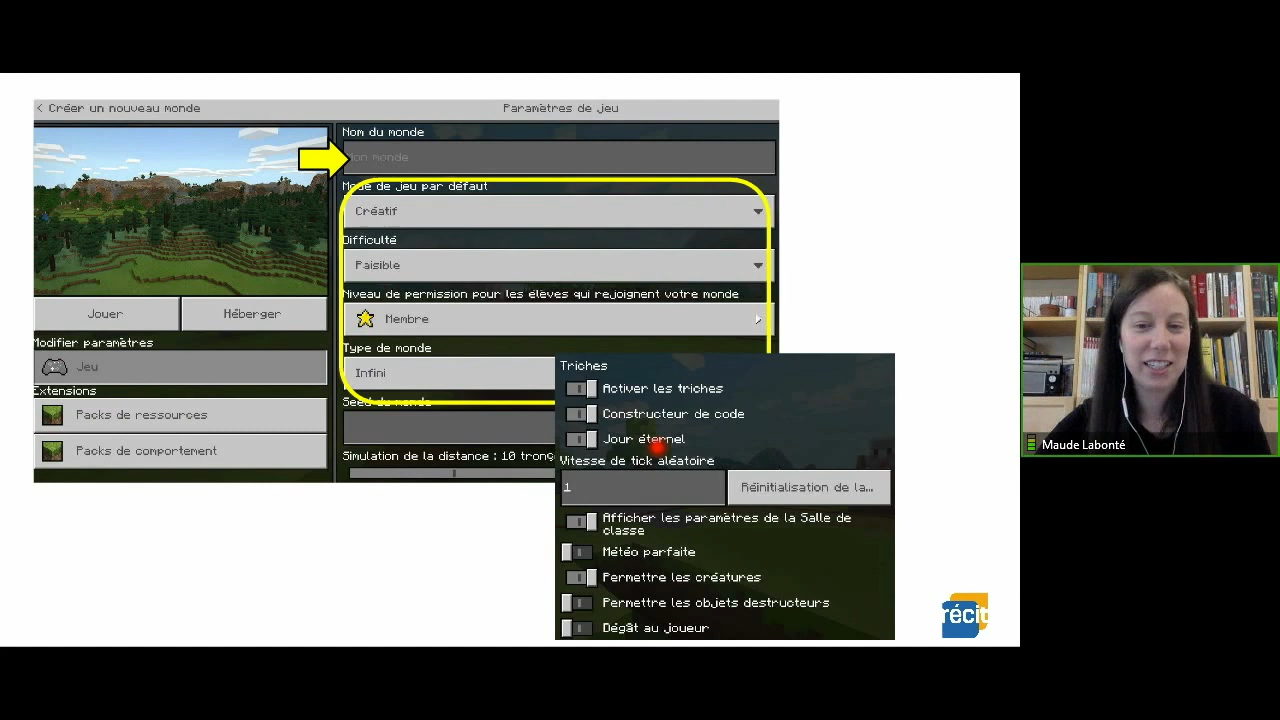 < Créer un nouveau monde
Paramètres de jeu
Nom du monde
Mon monde
Mode de jeu par défaut
Créatif
Difficulté
Paisible
Niveau de permission pour les élèves qui rejoignent votre monde
Membre
Type de monde
Infini
Seed du monde
Simulation de la distance : 10 tronç
Jouer
Héberger
Modifier paramètres
Jeu
Extensions
Packs de ressources
Packs de comportement
Triches
Activer les triches
Constructeur de code
Jour éternel
Vitesse de tick aléatoire
1
Réinitialisation de la...
Afficher les paramètres de la Salle de
classe
Météo parfaite
Permettre les créatures
Permettre les objets destructeurs
Dégât au joueur
récit
Maude Labonté